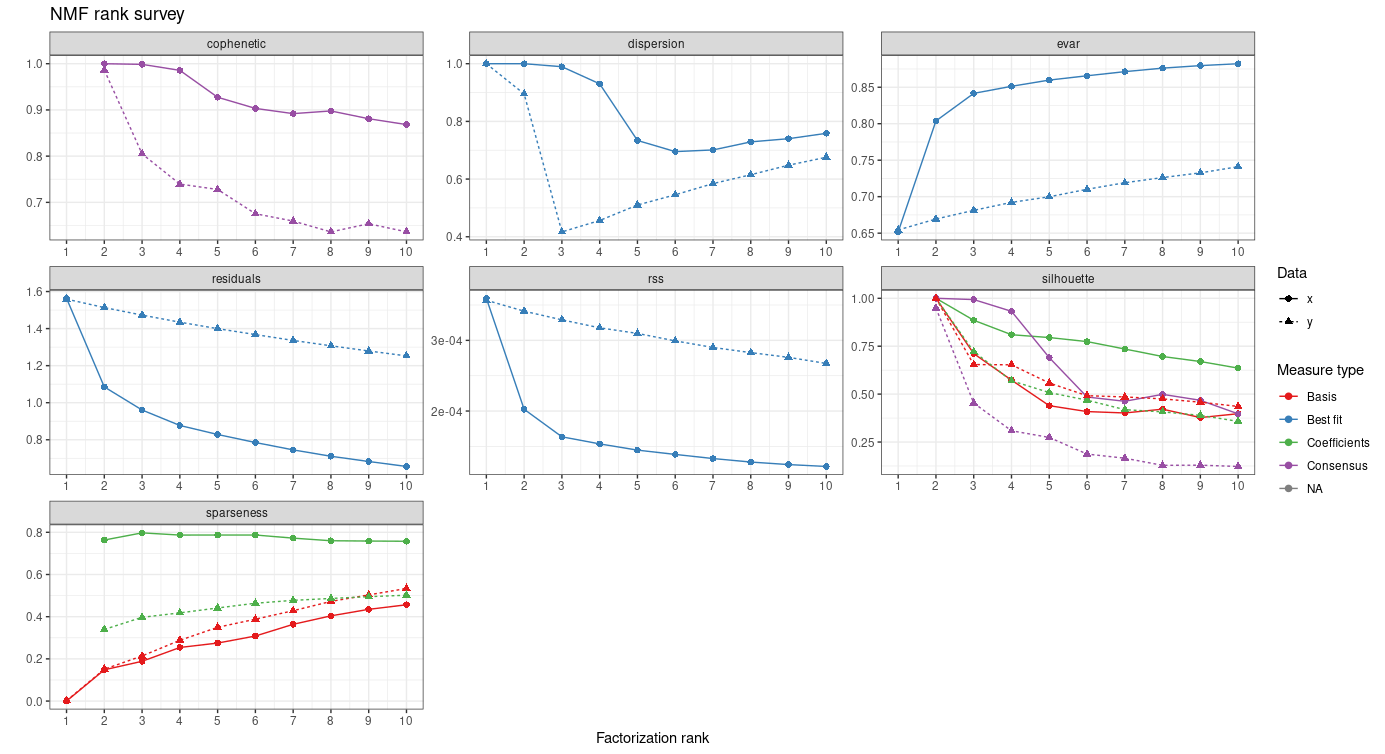 NMF rank survey
cophenetic
dispersion
evar
1.0
0.9
0.8
0.7
1 2 3 4 5 6 7 8 9 10
1.0
0.8
0.6
0.4
1 2 3 4 5 6 7 8 9 10
0.85
0.80
0.75
0.70
0.65
1 2 3 4 5 6 7 8 9 10
residuals
rss
silhouette
1.6
1.4
1.2
1.0
0.8
1 2 3 4 5 6 7 8 9 10
3e-04
2e-04
1 2 3 4 5 6 7 8 9 10
1.00
0.75
0.50
0.25
1 2 3 4 5 6 7 8 9 10
sparseness
0.8
0.6
0.4
0.2
0.0
1 2 3 4 5 6 7 8 9 10
Factorization rank
Data
x
y
Measure type
Basis
Best fit
Coefficients
Consensus
NA